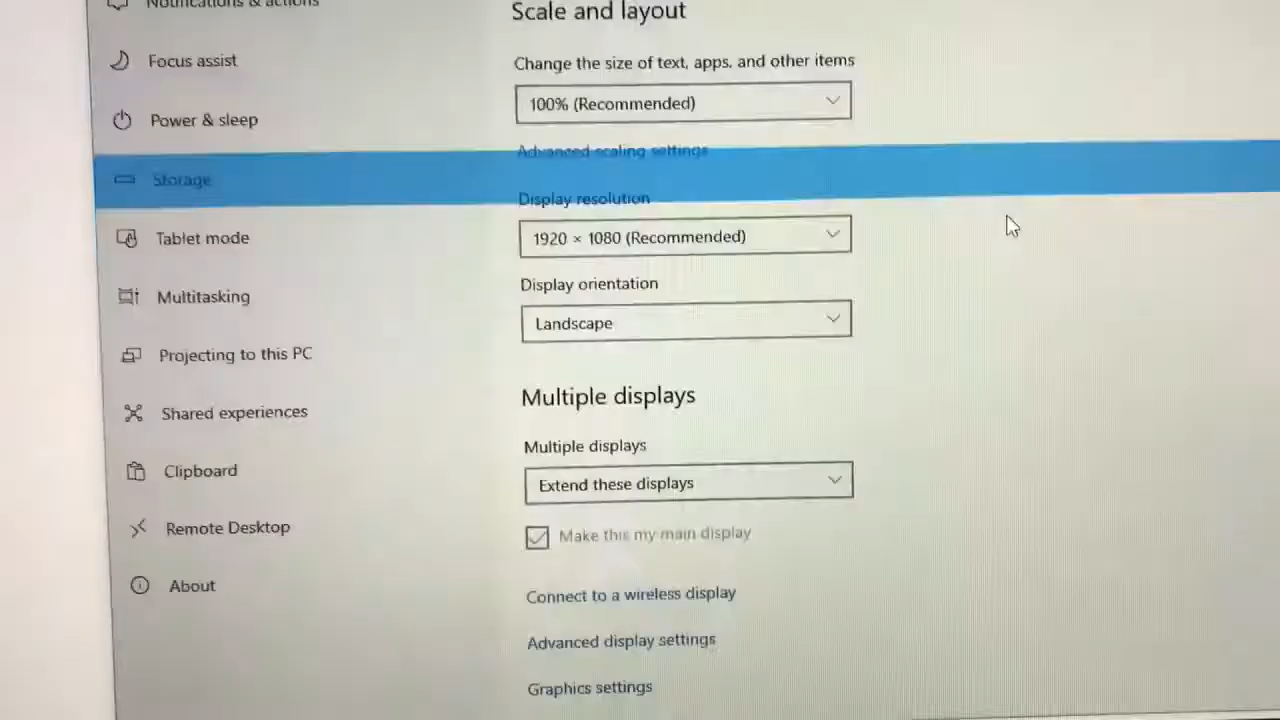 Notifications & actions
Focus assist
Power & sleep
Storage
Tablet mode
Multitasking
Projecting to this PC
Shared experiences
Clipboard
Remote Desktop
About
Scale and layout
Change the size of text, apps, and other items
100% (Recommended)
Advanced scaling settings
Display resolution
1920 × 1080 (Recommended)
Display orientation
Landscape
Multiple displays
Multiple displays
Extend these displays
Make this my main display
Connect to a wireless display
Advanced display settings
Graphics settings